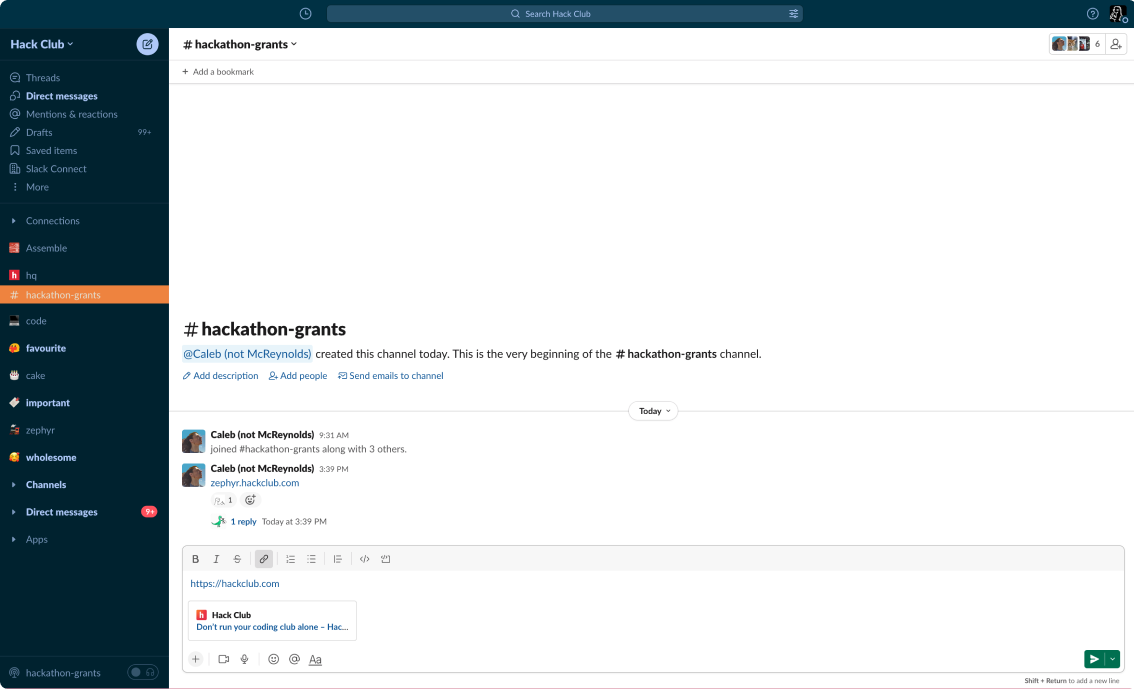 Search Hack Club
Hack Club
# hackathon-grants
6
+ Add a bookmark
Threads
Direct messages
Mentions & reactions
Drafts 99+
Saved items
Slack Connect
More
Connections
Assemble
h hq
# hackathon-grants
code
favourite
cake
important
zephyr
wholesome
Channels
Direct messages 9+
Apps
hackathon-grants
# hackathon-grants
@Caleb (not McReynolds) created this channel today. This is the very beginning of the # hackathon-grants channel.
Add description Add people Send emails to channel
Today
Caleb (not McReynolds) 9:31 AM
joined #hackathon-grants along with 3 others.
Caleb (not McReynolds) 3:39 PM
zephyr.hackclub.com
1
1 reply Today at 3:39 PM
B I S
https://hackclub.com
h Hack Club
Don't run your coding club alone – Hac...
+ @ Aa
Shift + Return to add a new line